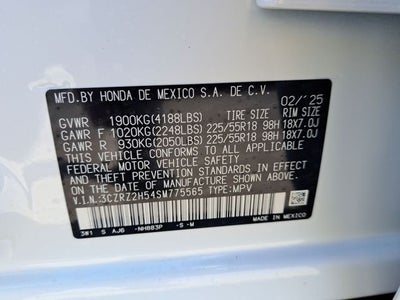 MFD.BY HONDA DE MEXICO S.A. DE C.V.
02/'25
GVWR 1900KG(4188LBS) TIRE SIZE RIM SIZE
GAWR F 1020KG(2248LBS) 225/55R18 98H 18X7.0J
GAWR R 930KG(2050LBS) 225/55R18 98H 18X7.0J
THIS VEHICLE CONFORMS TO ALL APPLICABLE
FEDERAL MOTOR VEHICLE SAFETY STANDARDS IN
EFFECT ON THE DATE OF MANUFACTURE SHOWN ABOVE.
V.I.N.:3CZRZ2H54SM775565 TYPE:MPV
MADE IN MEXICO
3W1 S AJ6 -NH883P -S -M